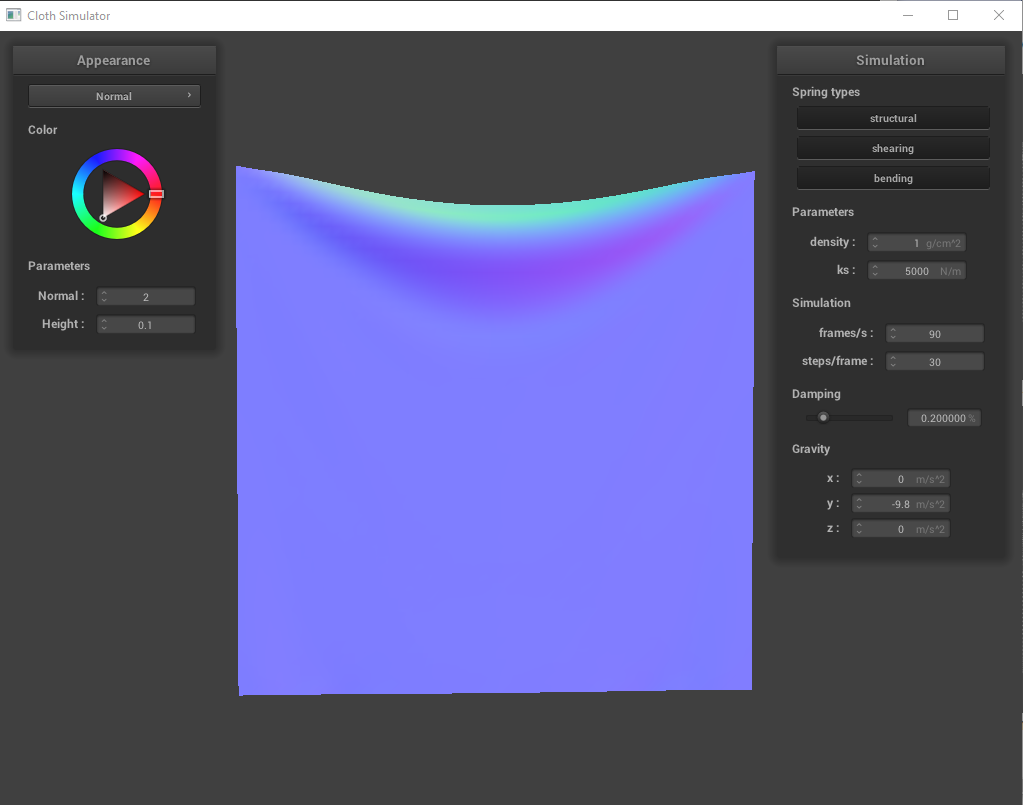 Cloth Simulator
Appearance
Normal ›
Color
Parameters
Normal : 2
Height : 0.1
Simulation
Spring types
structural
shearing
bending
Parameters
density : 1 g/cm^2
ks : 5000 N/m
Simulation
frames/s : 90
steps/frame : 30
Damping
0.200000 %
Gravity
x : 0 m/s^2
y : -9.8 m/s^2
z : 0 m/s^2